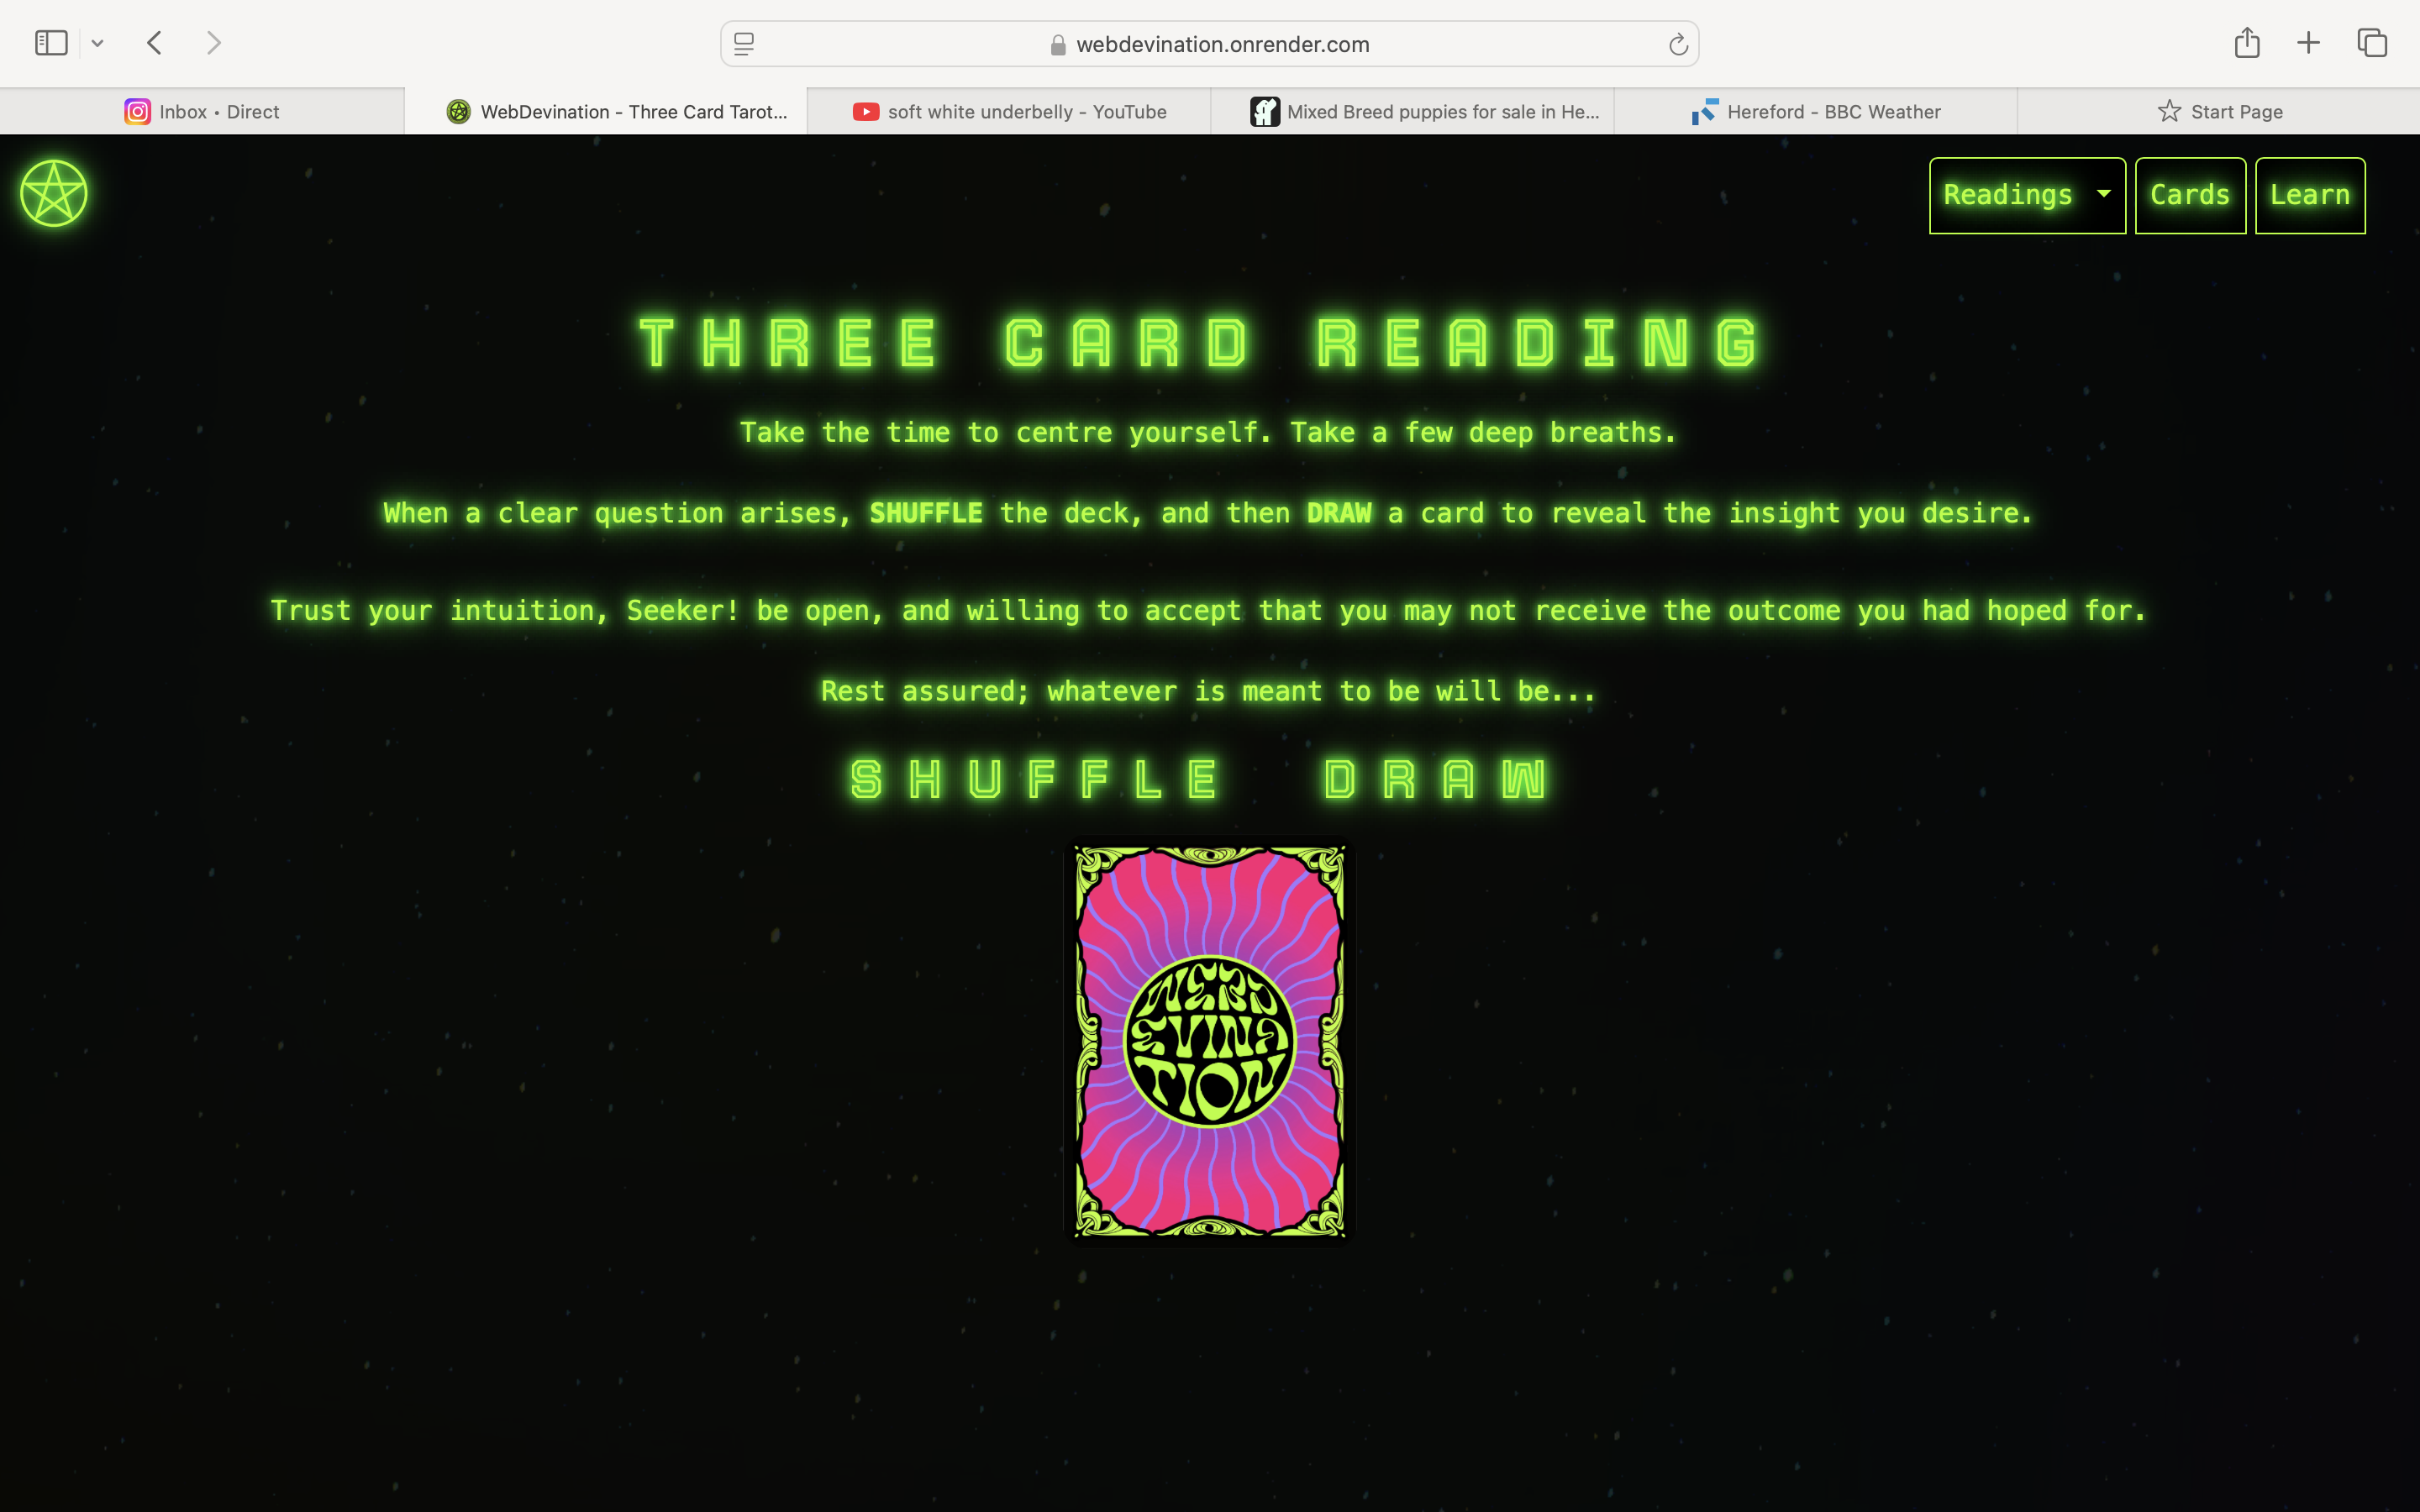 webdevination.onrender.com
Inbox • Direct
WebDevination - Three Card Tarot...
soft white underbelly - YouTube
Mixed Breed puppies for sale in He...
Hereford - BBC Weather
Start Page
Readings
Cards
Learn
THREE CARD READING
Take the time to centre yourself. Take a few deep breaths.
When a clear question arises, SHUFFLE the deck, and then DRAW a card to reveal the insight you desire.
Trust your intuition, Seeker! be open, and willing to accept that you may not receive the outcome you had hoped for.
Rest assured; whatever is meant to be will be...
SHUFFLE DRAW
NERD
EVINA
TION